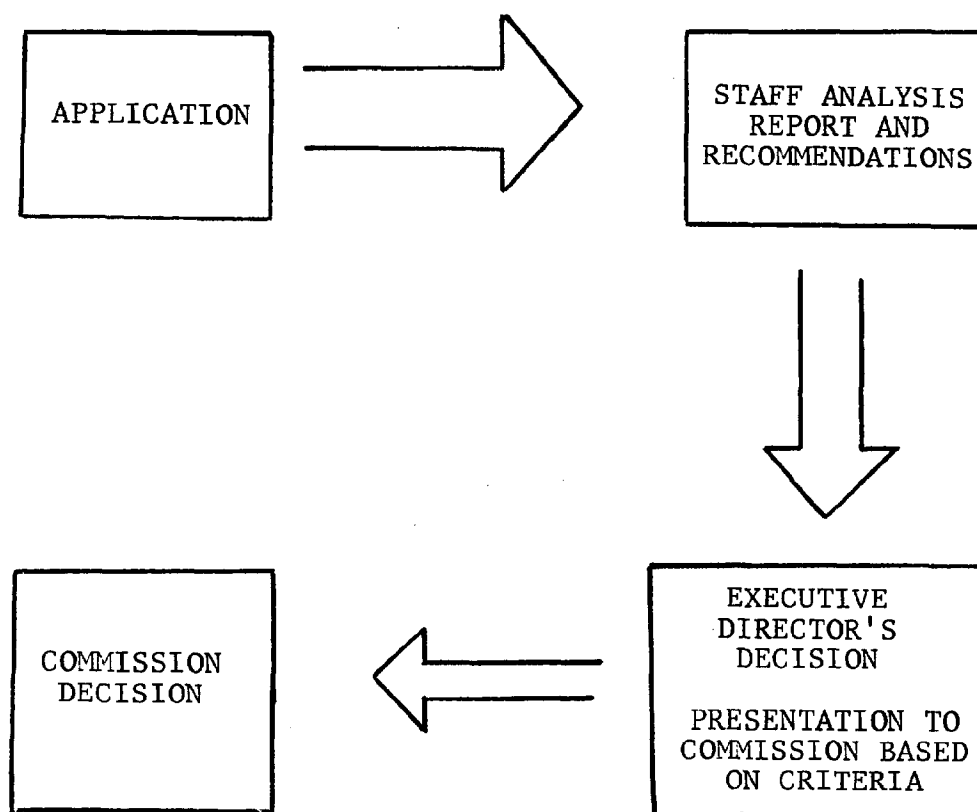 APPLICATION
STAFF ANALYSIS
REPORT AND
RECOMMENDATIONS
EXECUTIVE
DIRECTOR'S
DECISION
PRESENTATION TO
COMMISSION BASED
ON CRITERIA
COMMISSION
DECISION